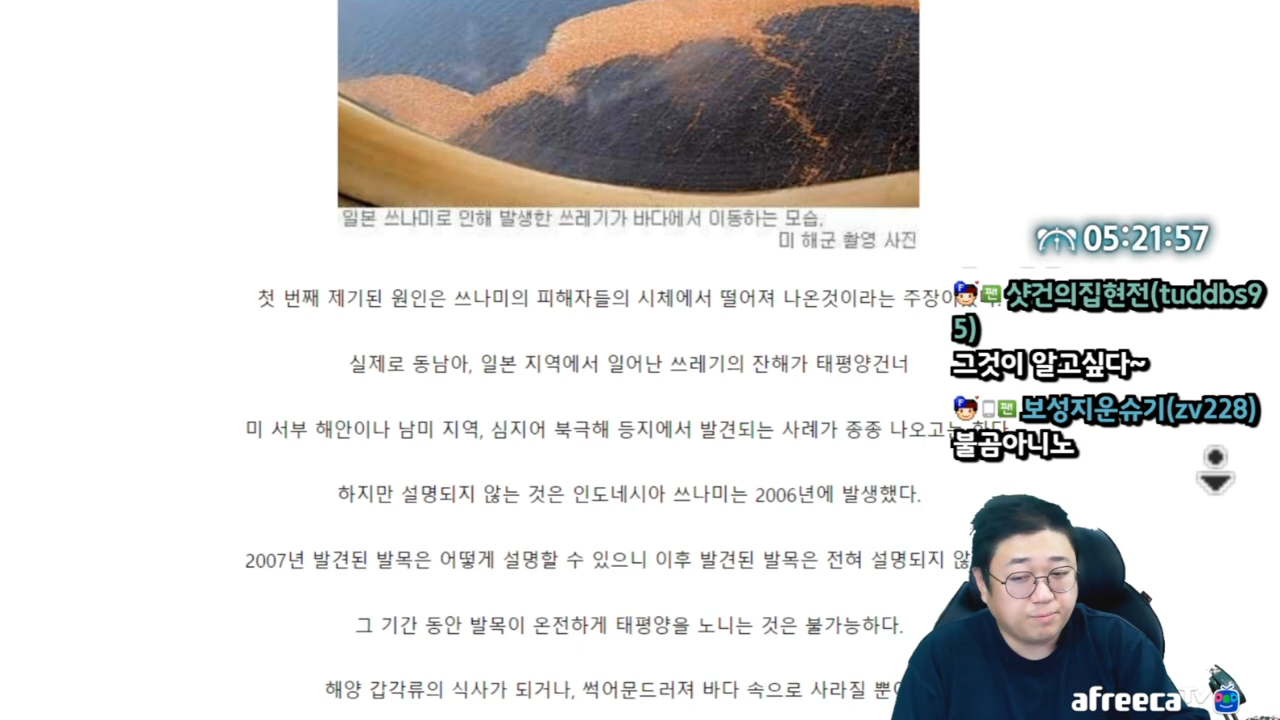 일본 쓰나미로 인해 발생한 쓰레기가 바다에서 이동하는 모습.
미 해군 촬영 사진
첫 번째 제기된 원인은 쓰나미의 피해자들의 시체에서 떨어져 나온것이라는
실제로 동남아, 일본 지역에서 일어난 쓰레기의 잔해가 태평양건너
미 서부 해안이나 남미 지역, 심지어 북극해 등지에서 발견되는 사례가 종종 나오고는 한다
하지만 설명되지 않는 것은 인도네시아 쓰나미는 2006년에 발생했다.
2007년 발견된 발목은 어떻게 설명할 수 있으니 이후 발견된 발목은 전혀 설명되지
그 기간 동안 발목이 온전하게 태평양을 노니는 것은 불가능하다.
해양 갑각류의 식사가 되거나, 썩어문드러져 바다 속으로 사라질
05:21:57
샷건의집현전(tuddbs9
5)
그것이 알고싶다~
보성지운슈기(zv228)
불곰아니노
afreecaTV